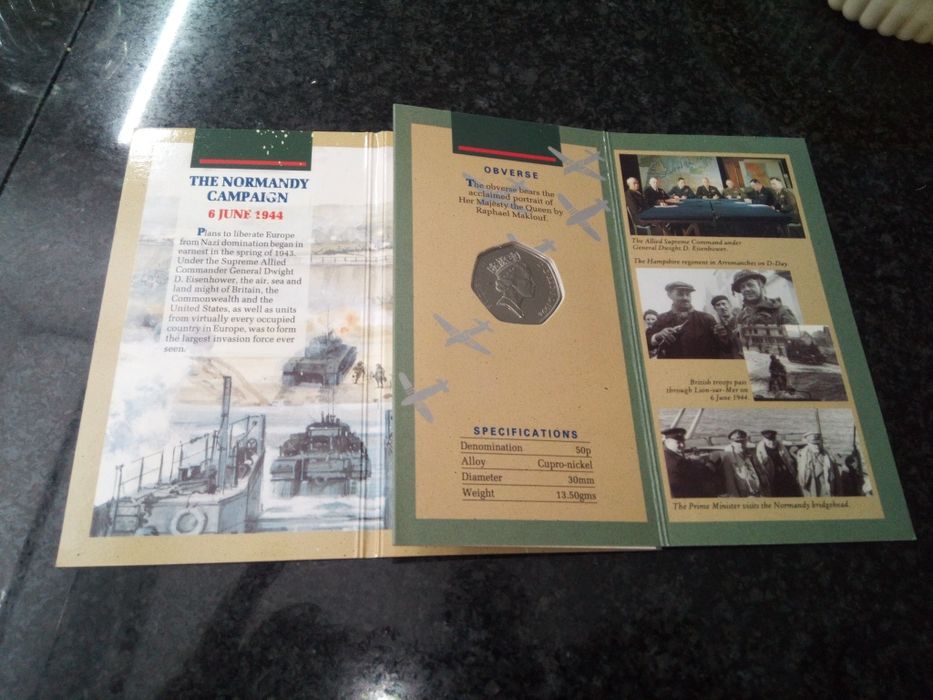 THE NORMANDY
CAMPAIGN
6 JUNE 1944
Plans to liberate Europe
from Nazi domination began in
earnest in the spring of 1943.
Under the Supreme Allied
Commander General Dwight
D. Eisenhower, the air, sea and
land might of Britain, the
Commonwealth and the
United States, as well as units
from virtually every occupied
country in Europe, was to form
the largest invasion force ever
seen.
OBVERSE
The obverse bears the
acclaimed portrait of
Her Majesty the Queen by
Raphael Maklouf.
SPECIFICATIONS
Denomination 50p
Alloy Cupro-nickel
Diameter 30mm
Weight 13.50gms
The Allied Supreme Command under
General Dwight D. Eisenhower.
The Hampshire regiment in Arromanches on D-Day.
British troops pass
through Lion-sur-Mer on
6 June 1944.
The Prime Minister visits the Normandy bridgehead.